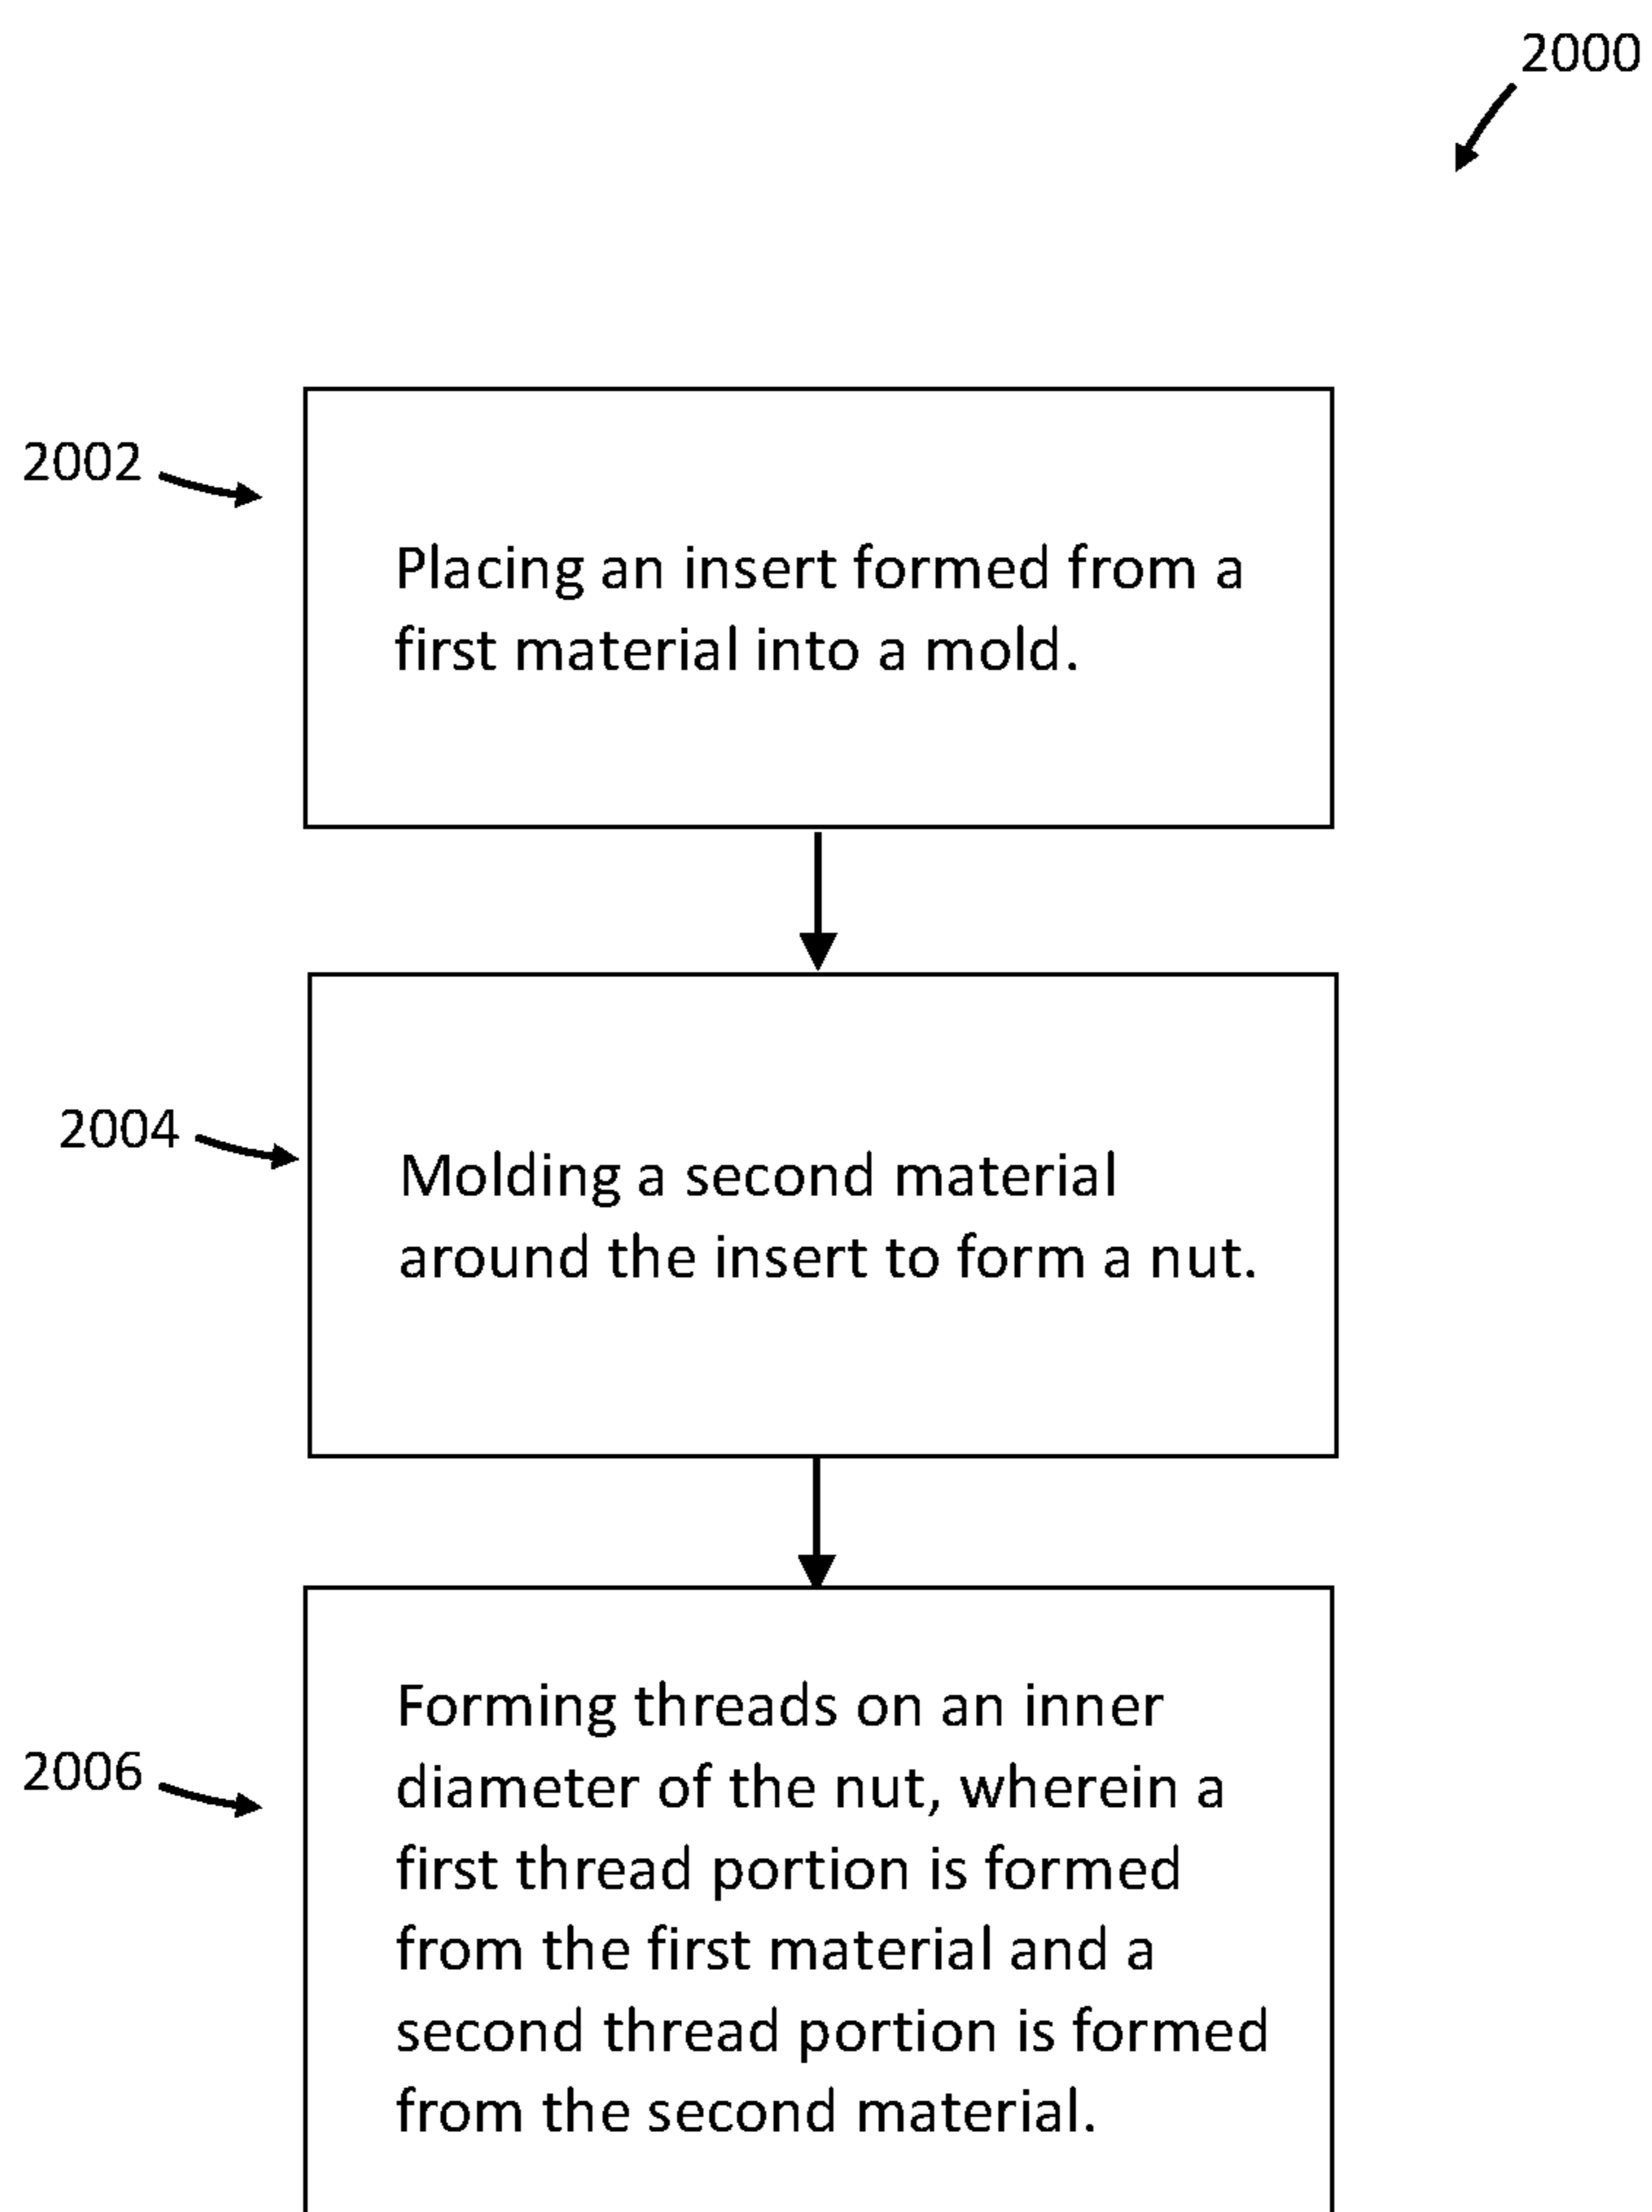 2000
2002
Placing an insert formed from a
first material into a mold.
2004
Molding a second material
around the insert to form a nut.
2006
Forming threads on an inner
diameter of the nut, wherein a
first thread portion is formed
from the first material and a
second thread portion is formed
from the second material.